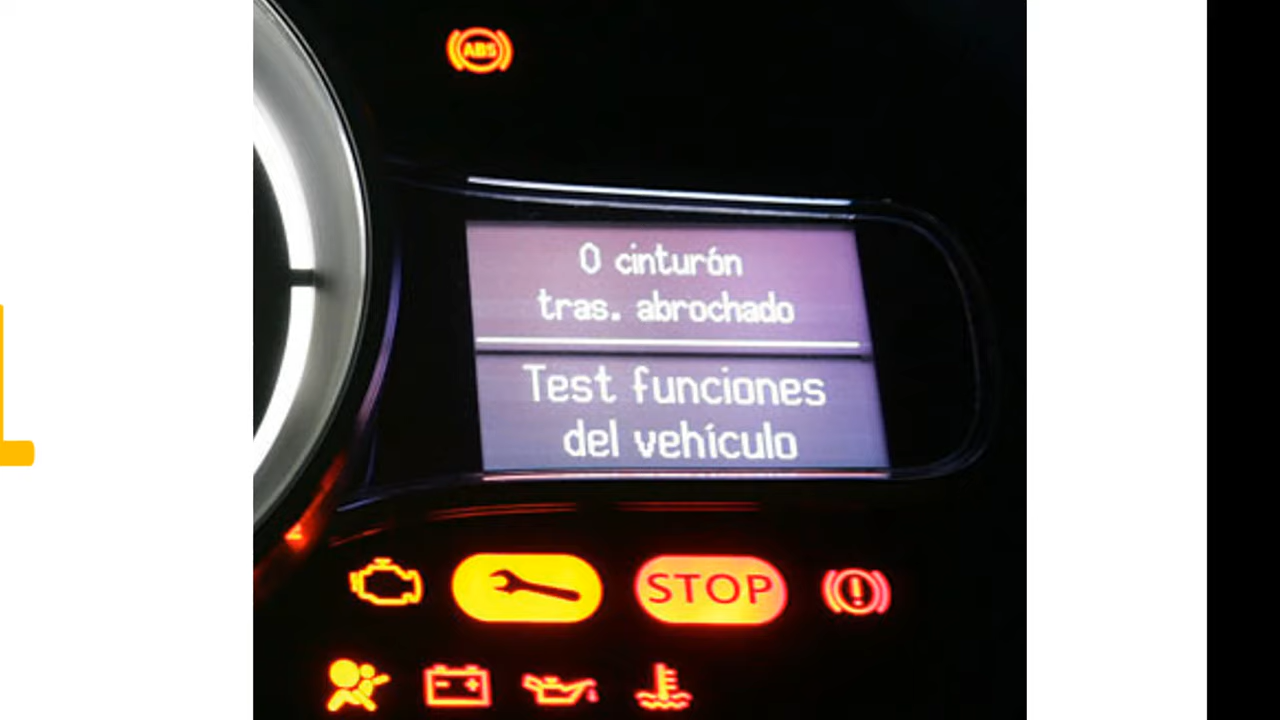 ABS
0 cinturón
tras. abrochado
Test funciones
del vehículo
STOP